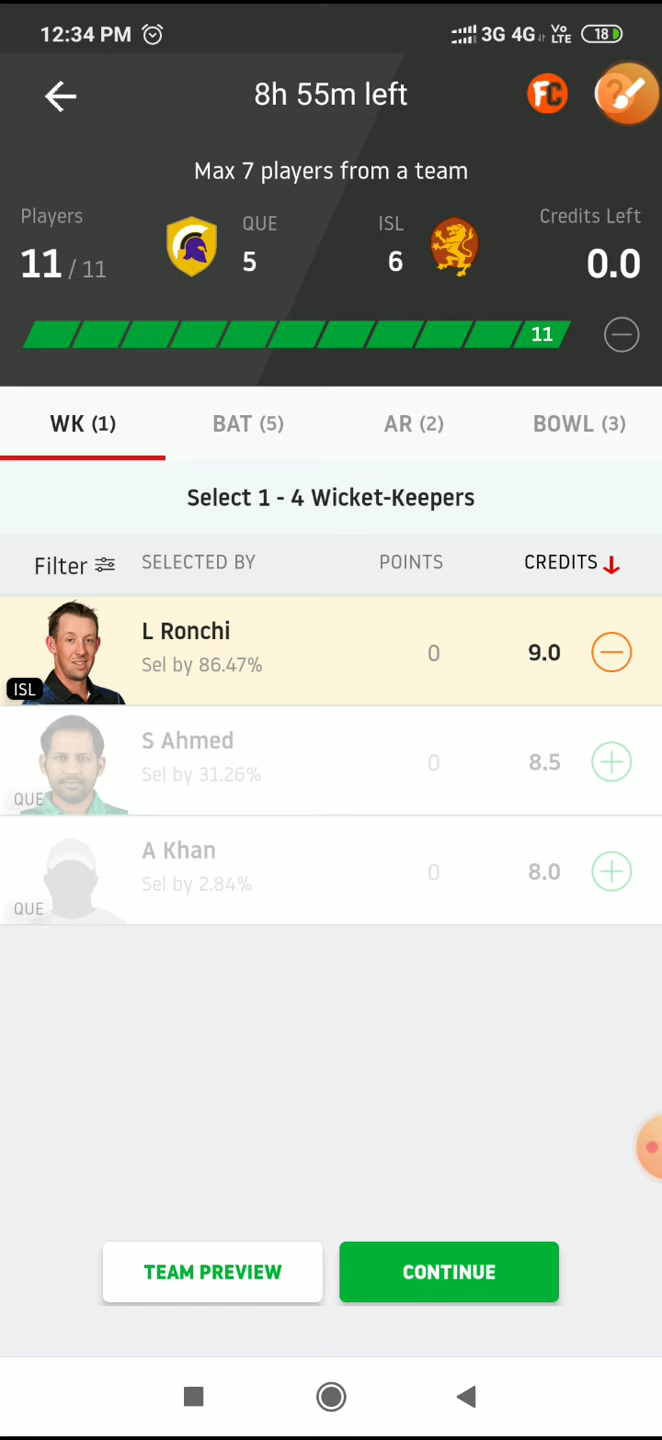 12:34 PM 3G 4G Vo LTE 18
8h 55m left FC ?
Max 7 players from a team
Players QUE ISL Credits Left
11 / 11 5 6 0.0
11
WK (1) BAT (5) AR (2) BOWL (3)
Select 1 - 4 Wicket-Keepers
Filter SELECTED BY POINTS CREDITS
L Ronchi
Sel by 86.47% 0 9.0
ISL
S Ahmed
Sel by 31.26% 0 8.5
QUE
A Khan
Sel by 2.84% 0 8.0
QUE
TEAM PREVIEW CONTINUE